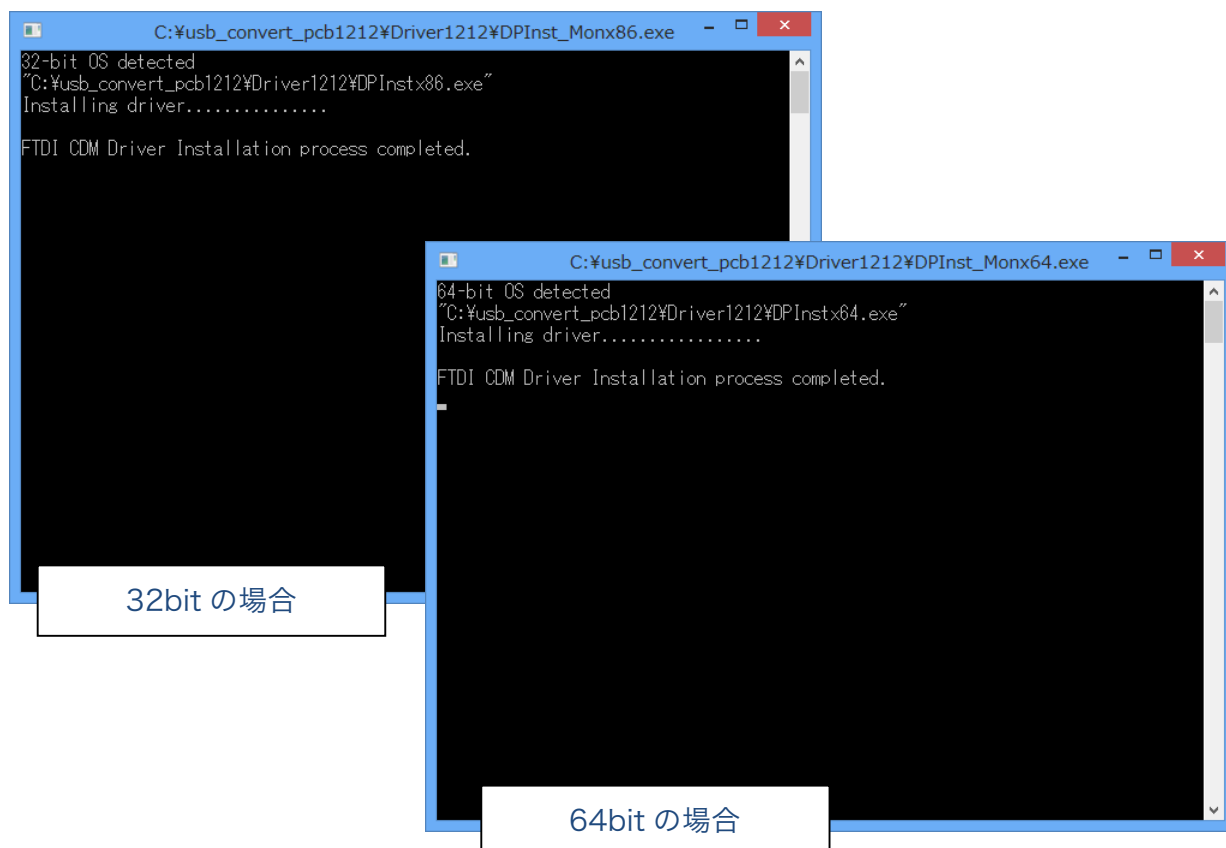 C:¥usb_convert_pcb1212¥Driver1212¥DPInst_Monx86.exe
32-bit OS detected
"C:¥usb_convert_pcb1212¥Driver1212¥DPInstx86.exe"
Installing driver...............
FTDI CDM Driver Installation process completed.
32bit の場合
C:¥usb_convert_pcb1212¥Driver1212¥DPInst_Monx64.exe
64-bit OS detected
"C:¥usb_convert_pcb1212¥Driver1212¥DPInstx64.exe"
Installing driver.................
FTDI CDM Driver Installation process completed.
64bit の場合